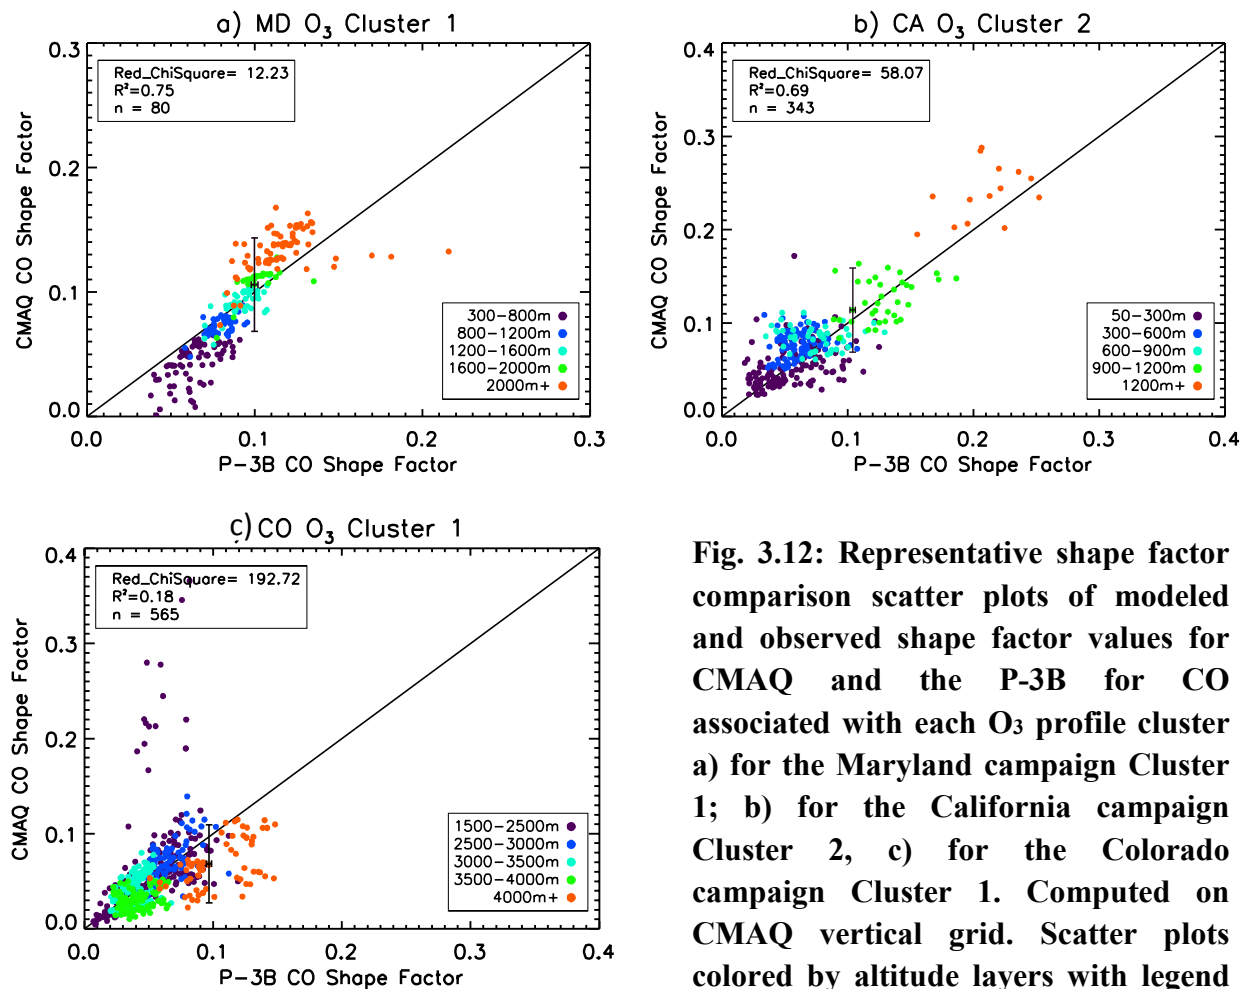 a) MD O₃ Cluster 1
0.3
0.2
0.1
0.0
CMAQ CO Shape Factor
Red_ChiSquare= 12.23
R²=0.75
n = 80
300-800m
800-1200m
1200-1600m
1600-2000m
2000m+
0.0 0.1 0.2 0.3
P-3B CO Shape Factor
b) CA O₃ Cluster 2
0.4
0.3
0.2
0.1
0.0
CMAQ CO Shape Factor
Red_ChiSquare= 58.07
R²=0.69
n = 343
50-300m
300-600m
600-900m
900-1200m
1200m+
0.0 0.1 0.2 0.3 0.4
P-3B CO Shape Factor
c) CO O₃ Cluster 1
0.4
0.3
0.2
0.1
0.0
CMAQ CO Shape Factor
Red_ChiSquare= 192.72
R²=0.18
n = 565
1500-2500m
2500-3000m
3000-3500m
3500-4000m
4000m+
0.0 0.1 0.2 0.3 0.4
P-3B CO Shape Factor
Fig. 3.12: Representative shape factor
comparison scatter plots of modeled
and observed shape factor values for
CMAQ and the P-3B for CO
associated with each O₃ profile cluster
a) for the Maryland campaign Cluster
1; b) for the California campaign
Cluster 2, c) for the Colorado
campaign Cluster 1. Computed on
CMAQ vertical grid. Scatter plots
colored by altitude layers with legend